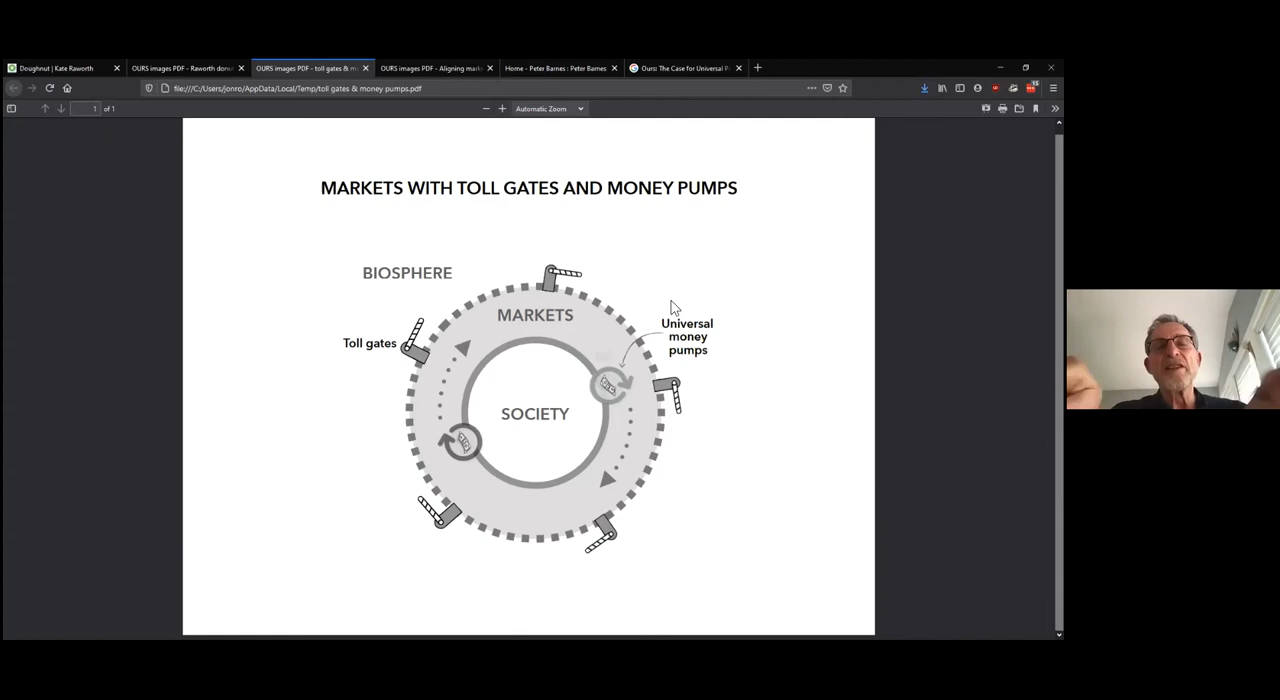 Doughnut | Kate Raworth
OURS images PDF - Raworth donu
OURS images PDF - toll gates & m
OURS images PDF - Aligning mark
Home - Peter Barnes : Peter Barnes
Ours: The Case for Universal P
file:///C:/Users/jonro/AppData/Local/Temp/toll gates & money pumps.pdf
1 of 1
Automatic Zoom
MARKETS WITH TOLL GATES AND MONEY PUMPS
BIOSPHERE
MARKETS
Universal
money
pumps
Toll gates
SOCIETY